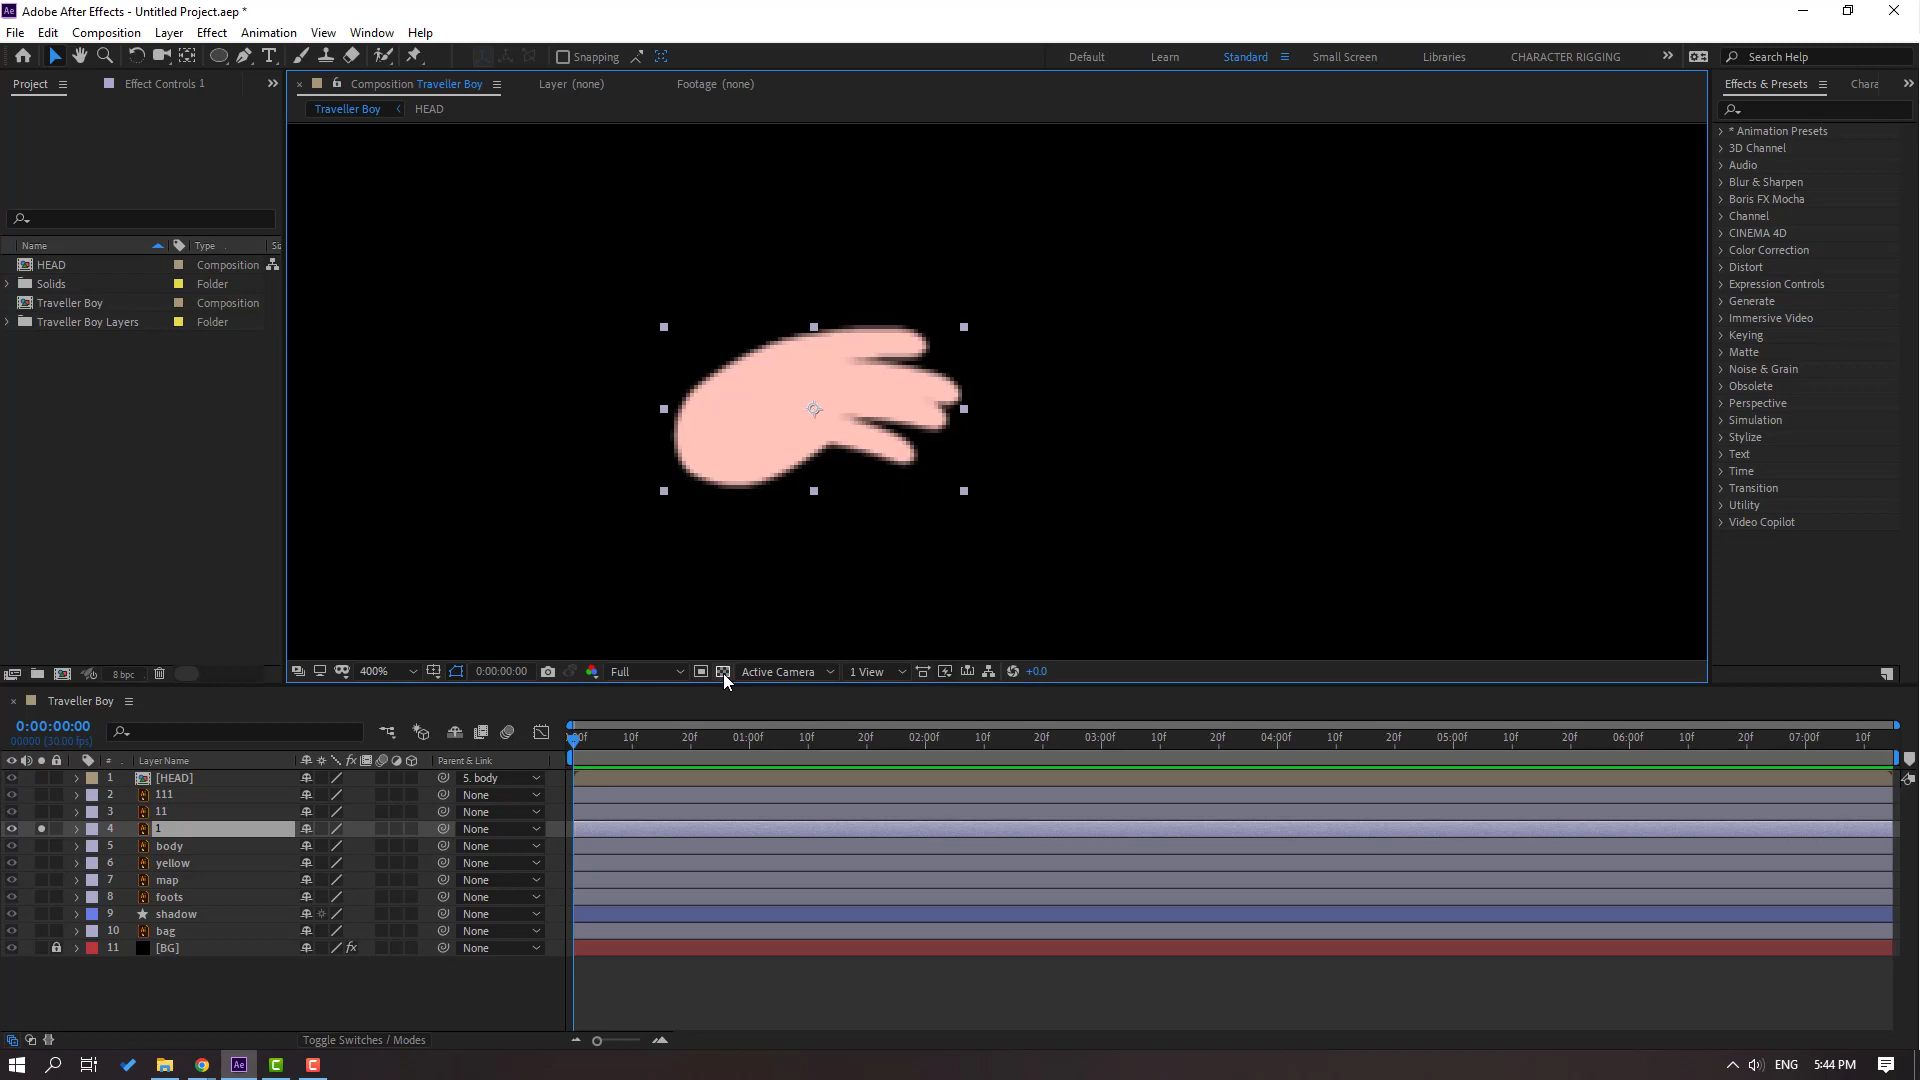 Adobe After Effects - Untitled Project.aep *
File Edit Composition Layer Effect Animation View Window Help
Snapping Default Learn Standard Small Screen Libraries CHARACTER RIGGING Search Help
Project Effect Controls 1
Composition Traveller Boy Layer (none) Footage (none)
Traveller Boy HEAD
Effects & Presets Chara
Name Type Siz
HEAD Composition
Solids Folder
Traveller Boy Composition
Traveller Boy Layers Folder
* Animation Presets
3D Channel
Audio
Blur & Sharpen
Boris FX Mocha
Channel
CINEMA 4D
Color Correction
Distort
Expression Controls
Generate
Immersive Video
Keying
Matte
Noise & Grain
Obsolete
Perspective
Simulation
Stylize
Text
Time
Transition
Utility
Video Copilot
8 bpc
400% 0:00:00:00 Full Active Camera 1 View +0.0
Traveller Boy
0:00:00:00
00000 (30.00 fps)
:00f 10f 20f 01:00f 10f 20f 02:00f 10f 20f 03:00f 10f 20f 04:00f 10f 20f 05:00f 10f 20f 06:00f 10f 20f 07:00f 10f
# . Layer Name fx Parent & Link
1 [HEAD] 5. body
2 111 None
3 11 None
4 1 None
5 body None
6 yellow None
7 map None
8 foots None
9 shadow None
10 bag None
11 [BG] fx None
Toggle Switches / Modes
ENG 5:44 PM